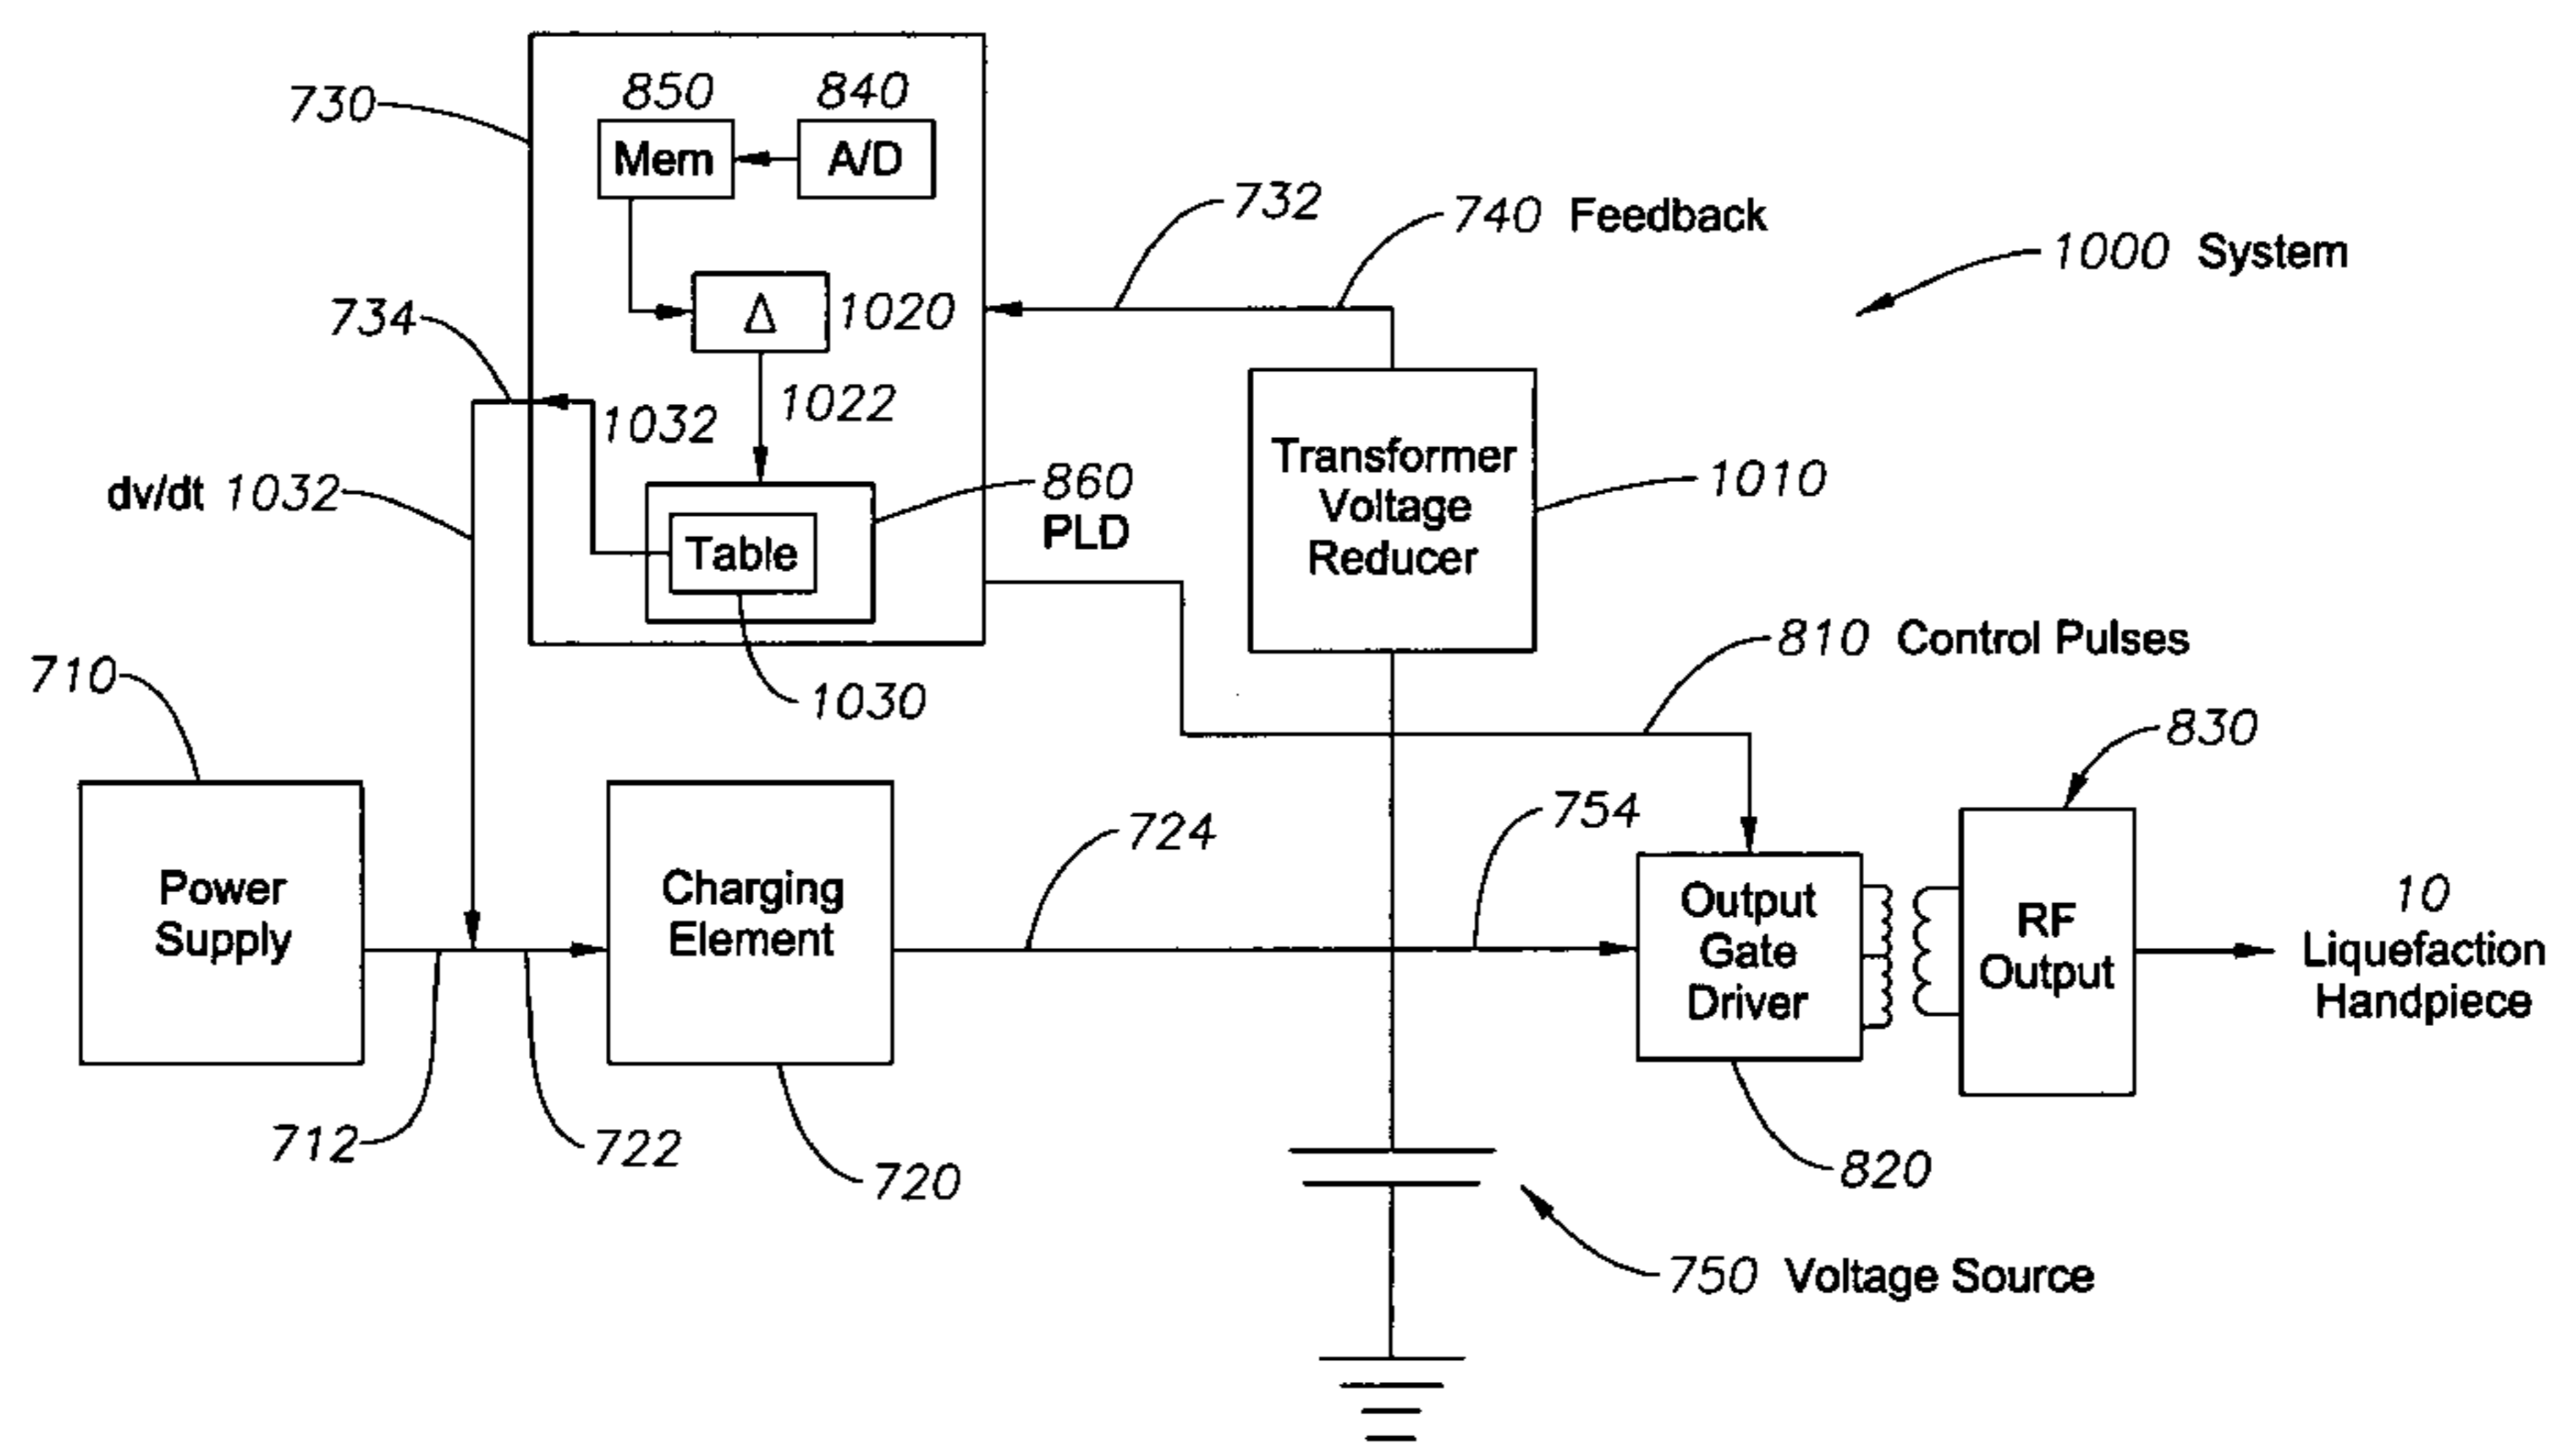 850
840
730
Mem
A/D
732
740 Feedback
1000 System
734
Δ
1020
1022
1032
dv/dt 1032
860
PLD
Table
Transformer
Voltage
Reducer
1010
1030
710
810 Control Pulses
830
Power
Supply
Charging
Element
724
754
Output
Gate
Driver
RF
Output
10
Liquefaction
Handpiece
712
722
720
820
750 Voltage Source